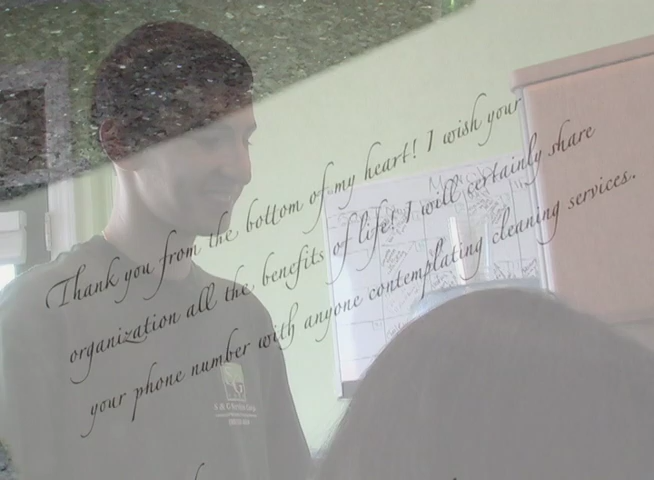 Thank you from the bottom of my heart! I wish your
organization all the benefits of life! I will certainly share
your phone number with anyone contemplating cleaning services.